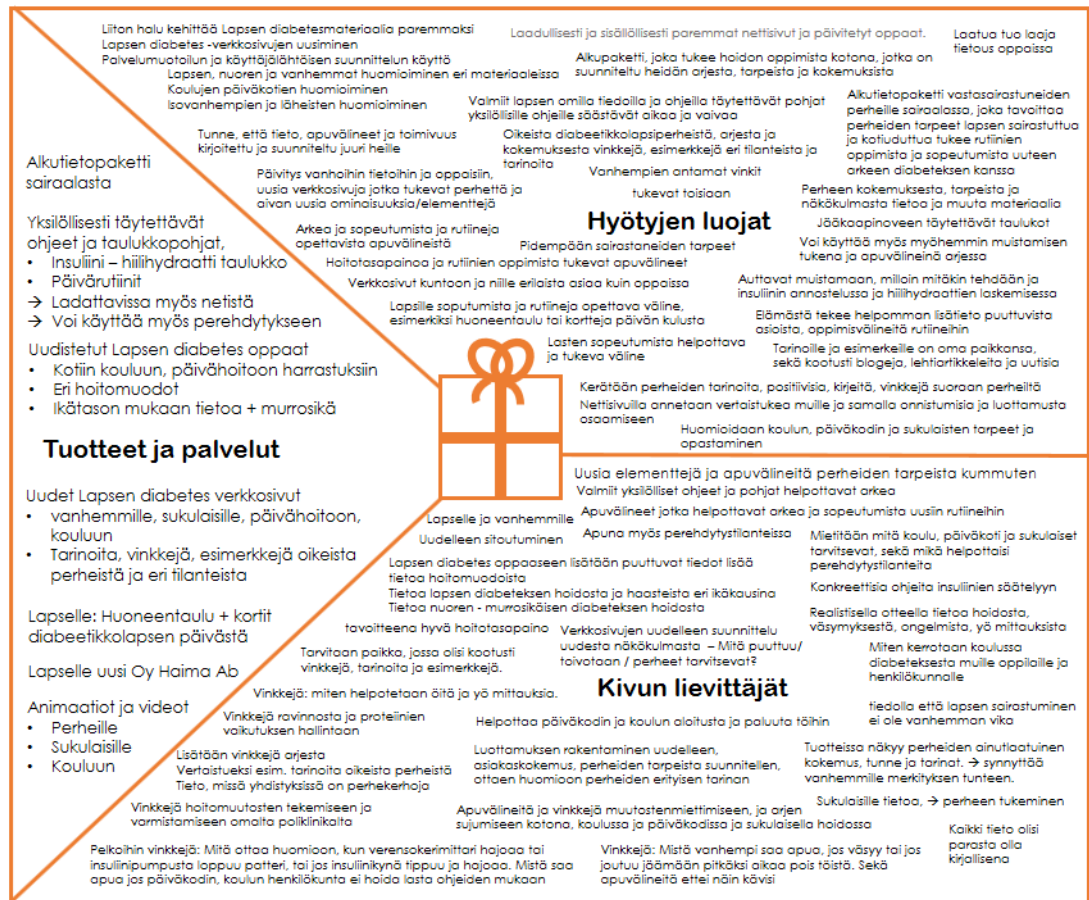 Liiton halu kehittää Lapsen diabetesmateriaalia paremmaksi
Lapsen diabetes -verkkosivujen uusiminen
Palvelumuotoilun ja käyttäjälähtöisen suunnittelun käyttö
Lapsen, nuoren ja vanhemmat huomioiminen eri materiaaleissa
Koulujen päiväkotien huomioiminen
Isovanhempien ja läheisten huomioiminen
Tunne, että tieto, apuvälineet ja toimivuus
kirjoitettu ja suunniteltu juuri heille
Päivitys vanhoihin tietoihin ja oppaisiin,
uusia verkkosivuja jotka tukevat perhettä ja
aivan uusia ominaisuuksia/elementtejä
Arkea ja sopeutumista ja rutiineja
opettavista apuvälineistä
Laadullisesti ja sisällöllisesti paremmat nettisivut ja päivitetyt oppaat.
Laatua tuo laaja
tietous oppaissa
Alkupaketti, joka tukee hoidon oppimista kotona, jotka on
suunniteltu heidän arjesta, tarpeista ja kokemuksista
Valmiit lapsen omilla tiedoilla ja ohjeilla täytettävät pohjat
yksilöllisille ohjeille säästävät aikaa ja vaivaa
Alkutietopaketti vastasairastuneiden
perheille sairaalassa, joka tavoittaa
perheiden tarpeet lapsen sairastuttua
ja kotiuduttua tukee rutiinien
oppimista ja sopeutumista uuteen
arkeen diabeteksen kanssa
Oikeista diabeetikkolapsiperheistä, arjesta ja
kokemuksesta vinkkejä, esimerkkejä eri tilanteista ja
tarinoita
Vanhempien antamat vinkit
tukevat toisiaan
Perheen kokemuksesta, tarpeista ja
näkökulmasta tietoa ja muuta materiaalia
Hyötyjen luojat
Jääkaapinoveen täytettävät taulukot
Pidempään sairastaneiden tarpeet
Voi käyttää myös myöhemmin muistamisen
tukena ja apuvälineinä arjessa
Hoitotasapainoa ja rutiinien oppimista tukevat apuvälineet
Verkkosivut kuntoon ja niille erilaista asiaa kuin oppaissa
Auttavat muistamaan, milloin mitäkin tehdään ja
insuliinin annostelussa ja hiilihydraattien laskemisessa
Lapsille soputumista ja rutiineja opettava väline,
esimerkiksi huoneentaulu tai kortteja päivän kulusta
Elämästä tekee helpomman lisätieto puuttuvista
asioista, oppimisvälineitä rutiineihin
Lasten sopeutumista helpottava
ja tukeva väline
Tarinoille ja esimerkeille on oma paikkansa,
sekä kootusti blogeja, lehtiartikkeleita ja uutisia
Kerätään perheiden tarinoita, positiivisia, kirjeitä, vinkkejä suoraan perheiltä
Nettisivuilla annetaan vertaistukea muille ja samalla onnistumisia ja luottamusta
osaamiseen
Huomioidaan koulun, päiväkodin ja sukulaisten tarpeet ja
opastaminen
Alkutietopaketti
sairaalasta
Yksilöllisesti täytettävät
ohjeet ja taulukkopohjat,
• Insuliini – hiilihydraatti taulukko
• Päivärutiinit
→ Ladattavissa myös netistä
→ Voi käyttää myös perehdytykseen
Uudistetut Lapsen diabetes oppaat
• Kotiin kouluun, päivähoitoon harrastuksiin
• Eri hoitomuodot
• Ikätason mukaan tietoa + murrosikä
Tuotteet ja palvelut
Uudet Lapsen diabetes verkkosivut
• vanhemmille, sukulaisille, päivähoitoon,
kouluun
• Tarinoita, vinkkejä, esimerkkejä oikeista
perheistä ja eri tilanteista
Lapselle: Huoneentaulu + kortit
diabeetikkolapsen päivästä
Lapselle uusi Oy Haima Ab
Animaatiot ja videot
• Perheille
• Sukulaisille
• Kouluun
Uusia elementtejä ja apuvälineitä perheiden tarpeista kummuten
Valmiit yksilölliset ohjeet ja pohjat helpottavat arkea
Lapselle ja vanhemmille
Apuvälineet jotka helpottavat arkea ja sopeutumista uusiin rutiineihin
Uudelleen sitoutuminen
Apuna myös perehdytystilanteissa
Mietitään mitä koulu, päiväkoti ja sukulaiset
tarvitsevat, sekä mikä helpottaisi
perehdytystilanteita
Lapsen diabetes oppaaseen lisätään puuttuvat tiedot lisää
tietoa hoitomuodoista
Tietoa lapsen diabeteksen hoidosta ja haasteista eri ikäkausina
Tietoa nuoren - murrosikäisen diabeteksen hoidosta
Konkreettisia ohjeita insuliinien säätelyyn
Realistisella otteella tietoa hoidosta,
väsymyksestä, ongelmista, yö mittauksista
tavoitteena hyvä hoitotasapaino
Verkkosivujen uudelleen suunnittelu
uudesta näkökulmasta – Mitä puuttuu/
toivotaan / perheet tarvitsevat?
Tarvitaan paikka, jossa olisi kootusti
vinkkejä, tarinoita ja esimerkkejä.
Miten kerrotaan koulussa
diabeteksesta muille oppilaille ja
henkilökunnalle
Kivun lievittäjät
Vinkkejä: miten helpotetaan öitä ja yö mittauksia.
tiedolla että lapsen sairastuminen
ei ole vanhemman vika
Vinkkejä ravinnosta ja proteiinien
vaikutuksen hallintaan
Helpottaa päiväkodin ja koulun aloitusta ja paluuta töihin
Lisätään vinkkejä arjesta
Vertaistueksi esim. tarinoita oikeista perheistä
Tieto, missä yhdistyksissä on perhekerhoja
Luottamuksen rakentaminen uudelleen,
asiakaskokemus, perheiden tarpeista suunnitellen,
ottaen huomioon perheiden erityisen tarinan
Tuotteissa näkyy perheiden ainutlaatuinen
kokemus, tunne ja tarinat. → synnyttää
vanhemmille merkityksen tunteen.
Vinkkejä hoitomuutosten tekemiseen ja
varmistamiseen omalta poliklinikalta
Apuvälineitä ja vinkkejä muutostenmiettimiseen, ja arjen
sujumiseen kotona, koulussa ja päiväkodissa ja sukulaisella hoidossa
Sukulaisille tietoa, → perheen tukeminen
Kaikki tieto olisi
parasta olla
kirjallisena
Pelkoihin vinkkejä: Mitä ottaa huomioon, kun verensokerimittari hajoaa tai
insuliinipumpusta loppuu patteri, tai jos insuliinikynä tippuu ja hajoaa. Mistä saa
apua jos päiväkodin, koulun henkilökunta ei hoida lasta ohjeiden mukaan
Vinkkejä: Mistä vanhempi saa apua, jos väsyy tai jos
joutuu jäämään pitkäksi aikaa pois töistä. Sekä
apuvälineitä ettei näin kävisi